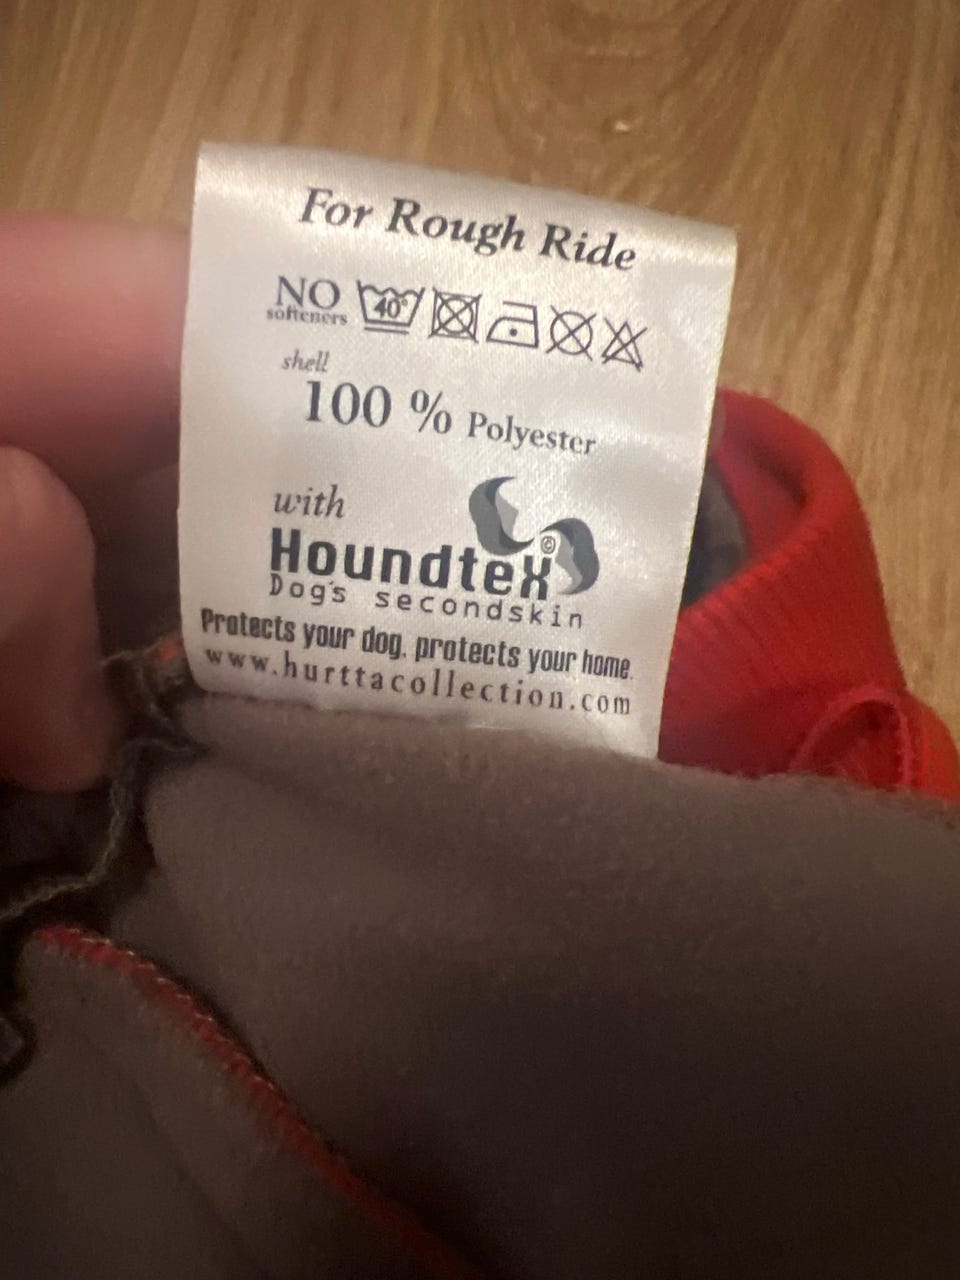 For Rough Ride
NO
softeners
40°
shell
100 % Polyester
with
Houndtex ©
Dog's secondskin
Protects your dog, protects your home.
www.hurttacollection.com